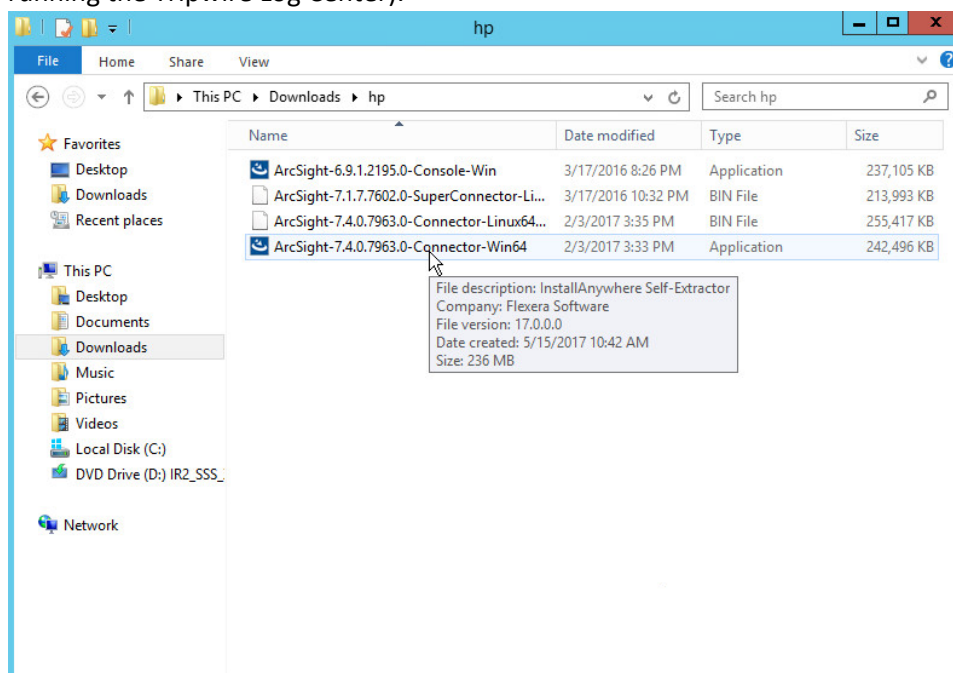 running the Tripwire Log Center).
hp
File Home Share View
This PC Downloads hp
Search hp
Name Date modified Type Size
Favorites
Desktop
Downloads
Recent places
This PC
Desktop
Documents
Downloads
Music
Pictures
Videos
Local Disk (C:)
DVD Drive (D:) IR2_SSS_
Network
ArcSight-6.9.1.2195.0-Console-Win 3/17/2016 8:26 PM Application 237,105 KB
ArcSight-7.1.7.7602.0-SuperConnector-Li... 3/17/2016 10:32 PM BIN File 213,993 KB
ArcSight-7.4.0.7963.0-Connector-Linux64... 2/3/2017 3:35 PM BIN File 255,417 KB
ArcSight-7.4.0.7963.0-Connector-Win64 2/3/2017 3:33 PM Application 242,496 KB
File description: InstallAnywhere Self-Extractor
Company: Flexera Software
File version: 17.0.0.0
Date created: 5/15/2017 10:42 AM
Size: 236 MB